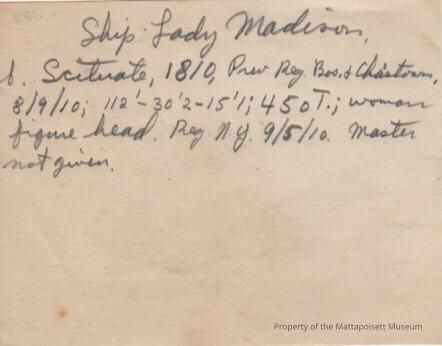 Ship Lady Madison.
b. Scituate, 1810, Prev. Reg. Bos. & Chastown,
8/9/10; 112'-30'2-15'1; 450 T.; woman
figure head. Reg N.Y. 9/5/10. Master
not given.
Property of the Mattapoisett Museum